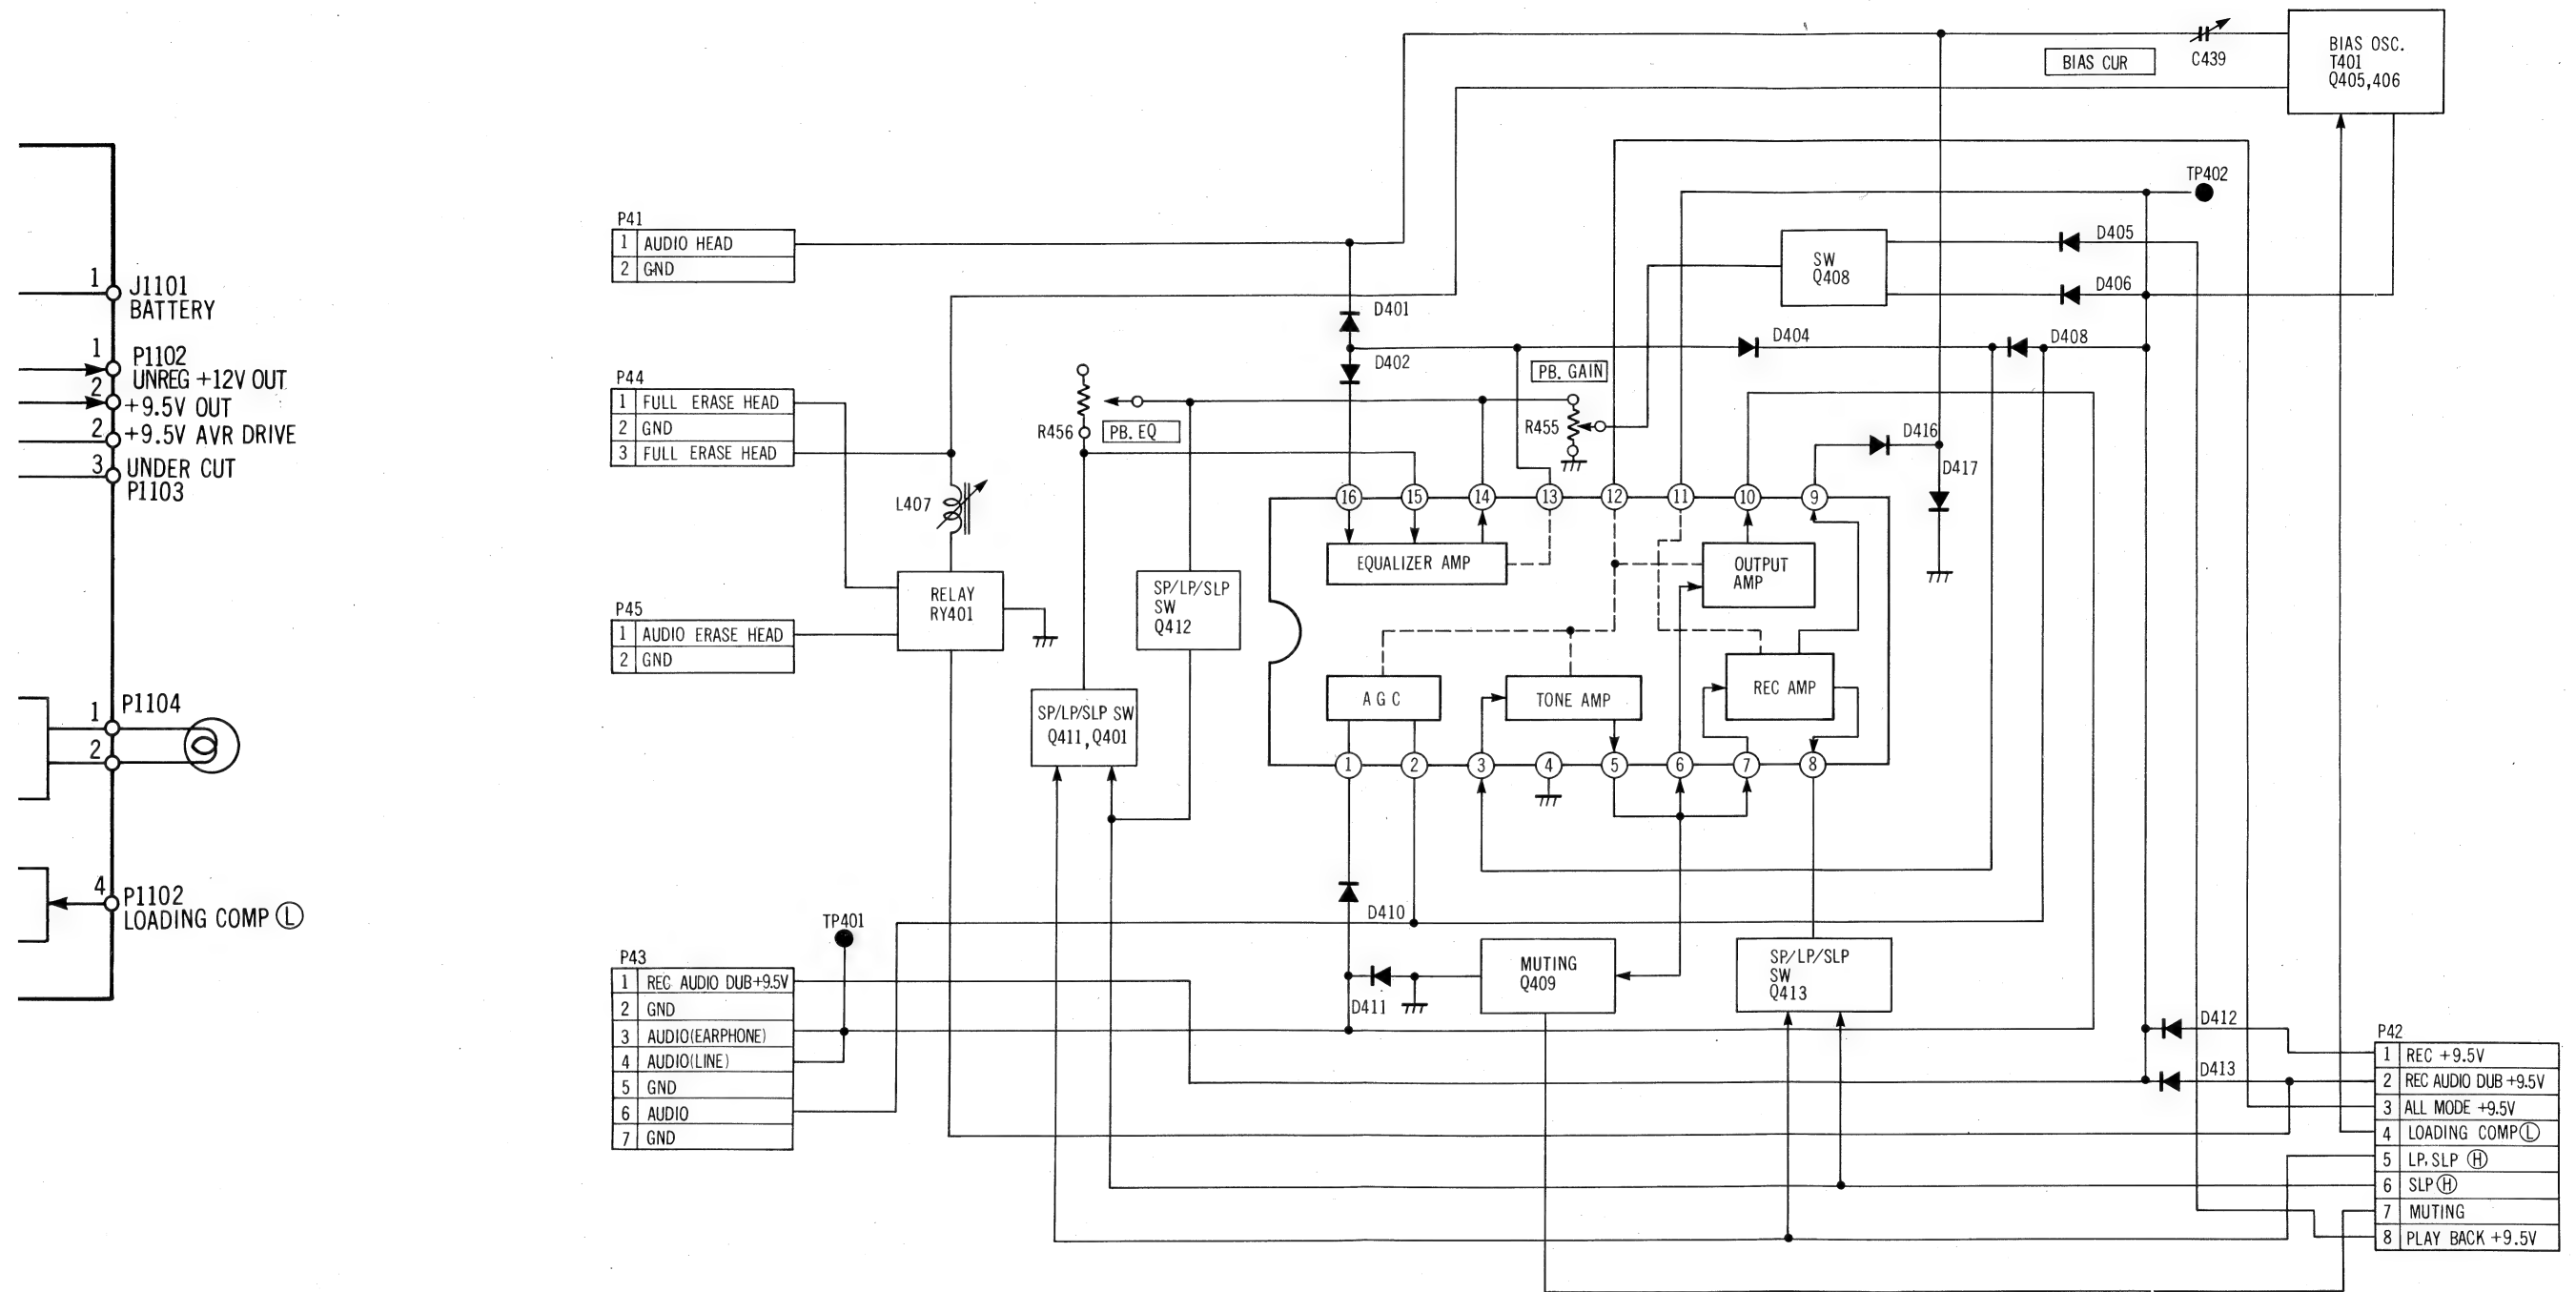 1
J1101
BATTERY
1
P1102
UNREG +12V OUT
2
+9.5V OUT
2
+9.5V AVR DRIVE
3
UNDER CUT
P1103
1
P1104
2
4
P1102
LOADING COMP Ⓛ
P41
1 AUDIO HEAD
2 GND
P44
1 FULL ERASE HEAD
2 GND
3 FULL ERASE HEAD
P45
1 AUDIO ERASE HEAD
2 GND
P43
1 REC AUDIO DUB+9.5V
2 GND
3 AUDIO(EARPHONE)
4 AUDIO(LINE)
5 GND
6 AUDIO
7 GND
TP401
L407
RELAY
RY401
R456
PB. EQ
SP/LP/SLP
SW
Q412
SP/LP/SLP SW
Q411,Q401
D401
D402
PB. GAIN
R455
D404
D408
SW
Q408
D405
D406
TP402
BIAS CUR
C439
BIAS OSC.
T401
Q405,406
D416
D417
16 15 14 13 12 11 10 9
EQUALIZER AMP
OUTPUT
AMP
AGC
TONE AMP
REC AMP
1 2 3 4 5 6 7 8
D410
D411
MUTING
Q409
SP/LP/SLP
SW
Q413
D412
D413
P42
1 REC +9.5V
2 REC AUDIO DUB +9.5V
3 ALL MODE +9.5V
4 LOADING COMP Ⓛ
5 LP, SLP Ⓗ
6 SLP Ⓗ
7 MUTING
8 PLAY BACK +9.5V